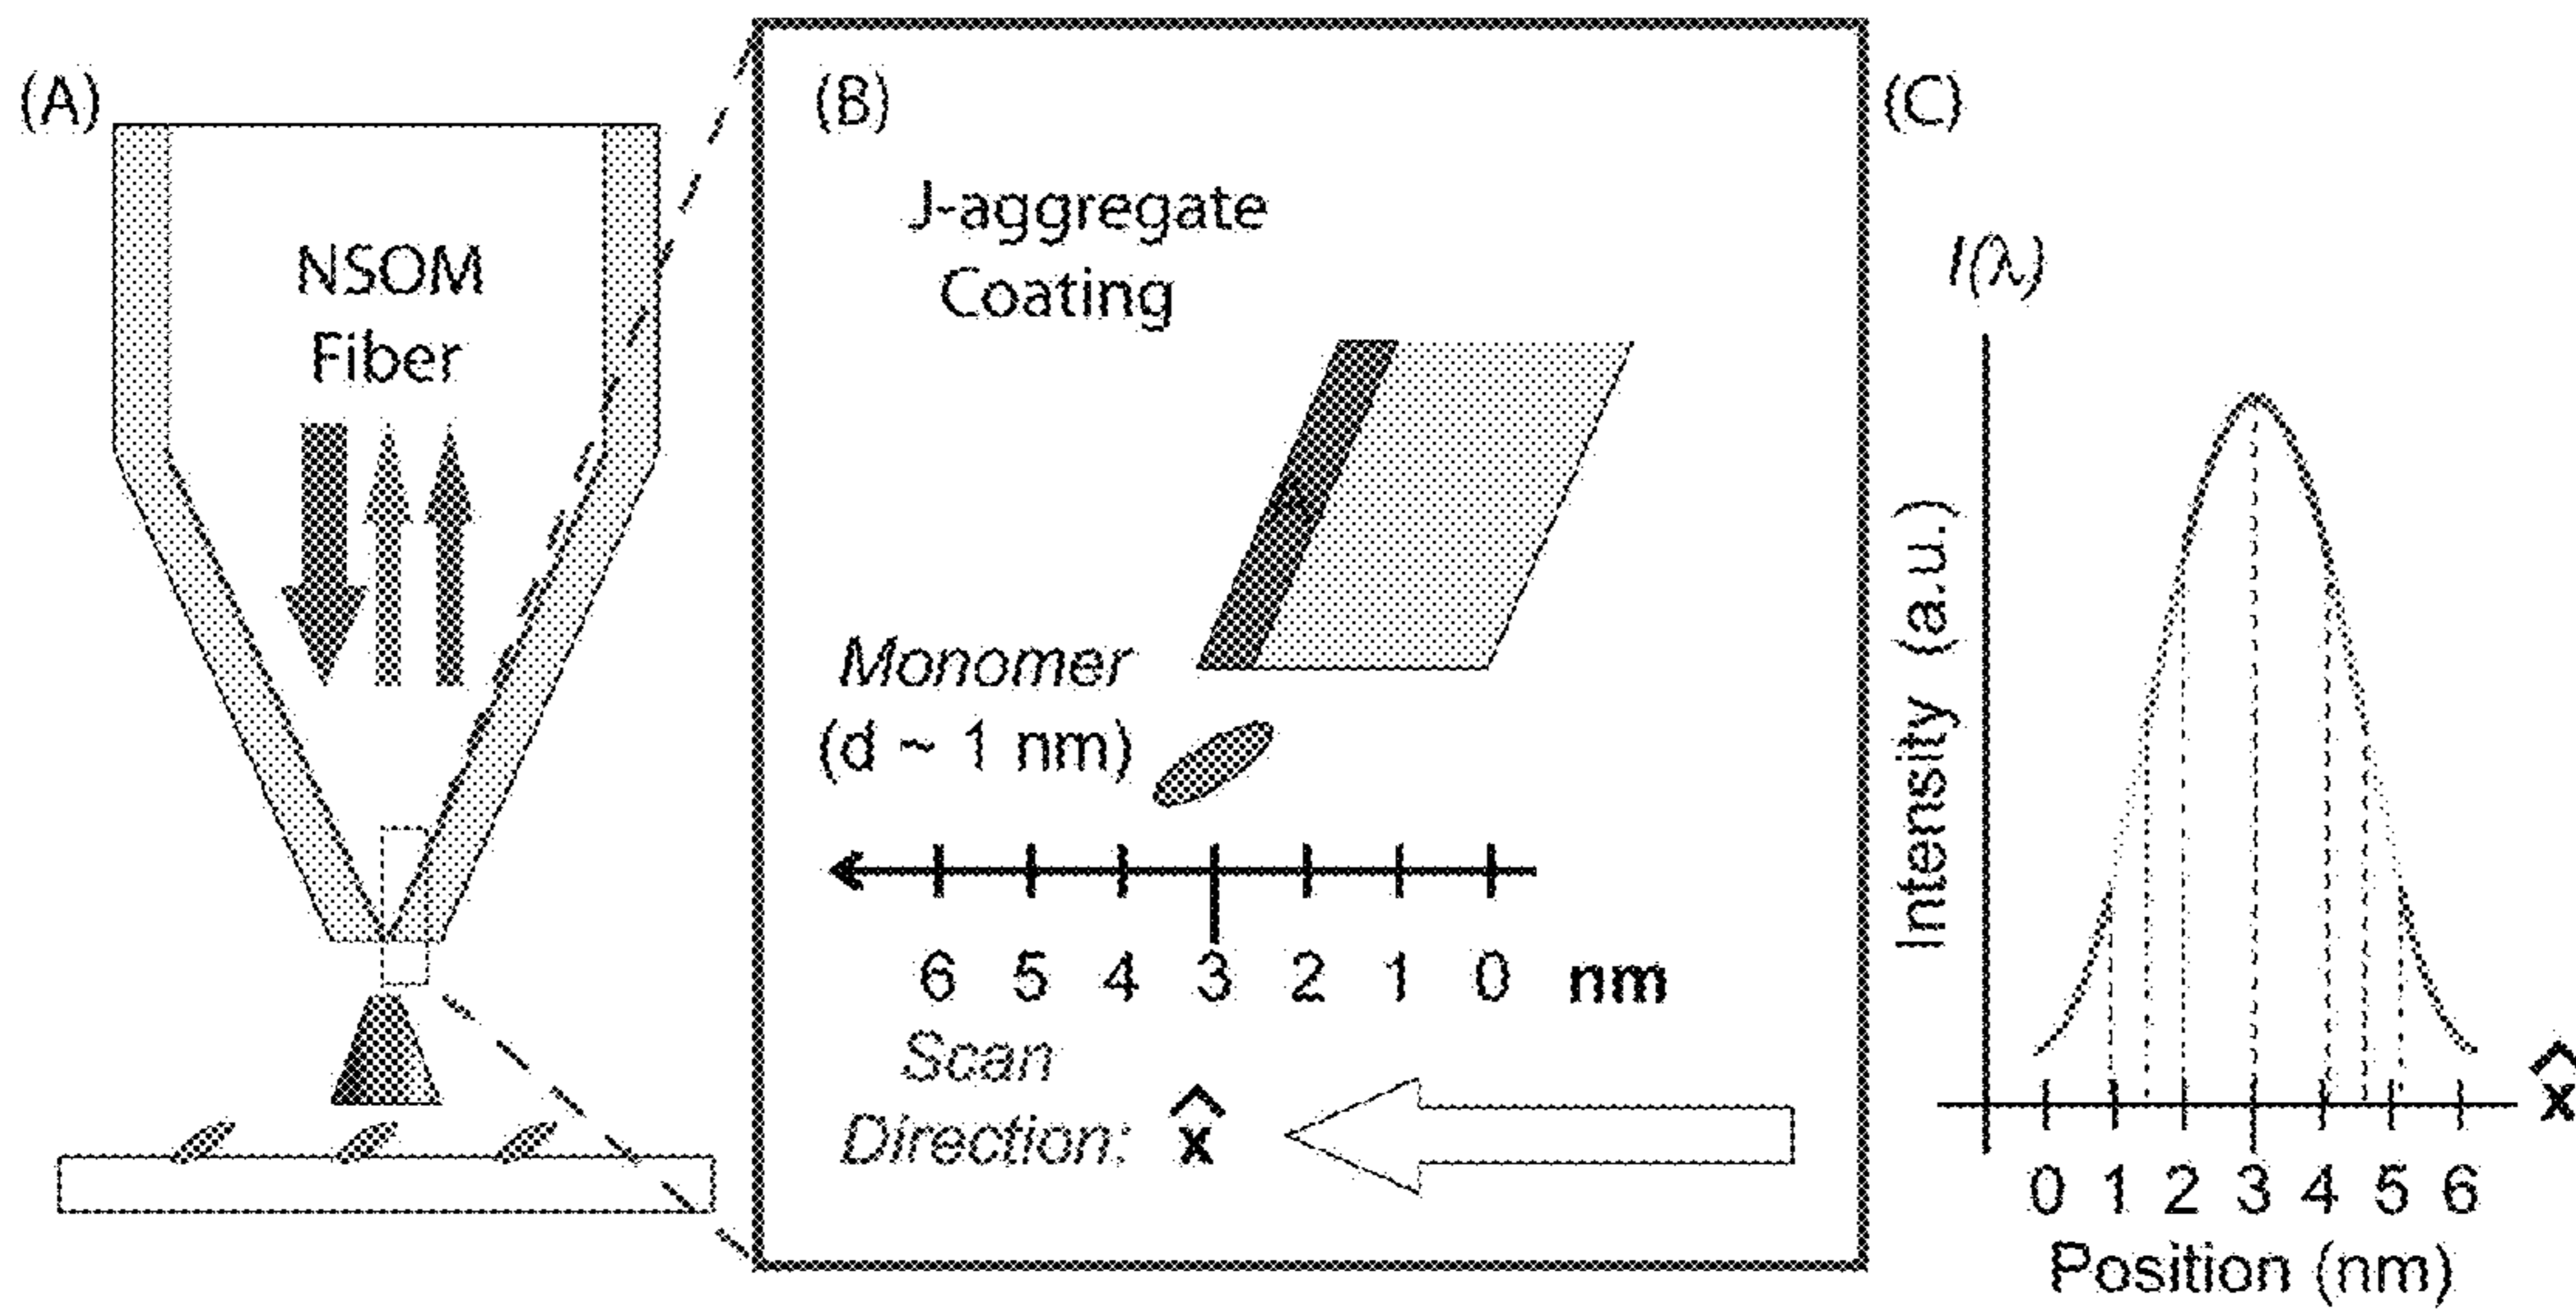 (A)
NSOM
Fiber
(B)
J-aggregate
Coating
Monomer
(d ~ 1 nm)
6 5 4 3 2 1 0 nm
Scan
Direction: x̂
(C)
I(λ)
Intensity (a.u.)
x̂
0 1 2 3 4 5 6
Position (nm)